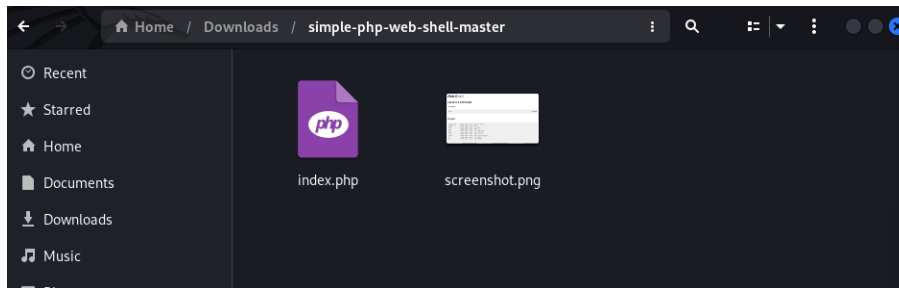 Home / Downloads / simple-php-web-shell-master
Recent
Starred
Home
Documents
Downloads
Music
php
index.php
screenshot.png